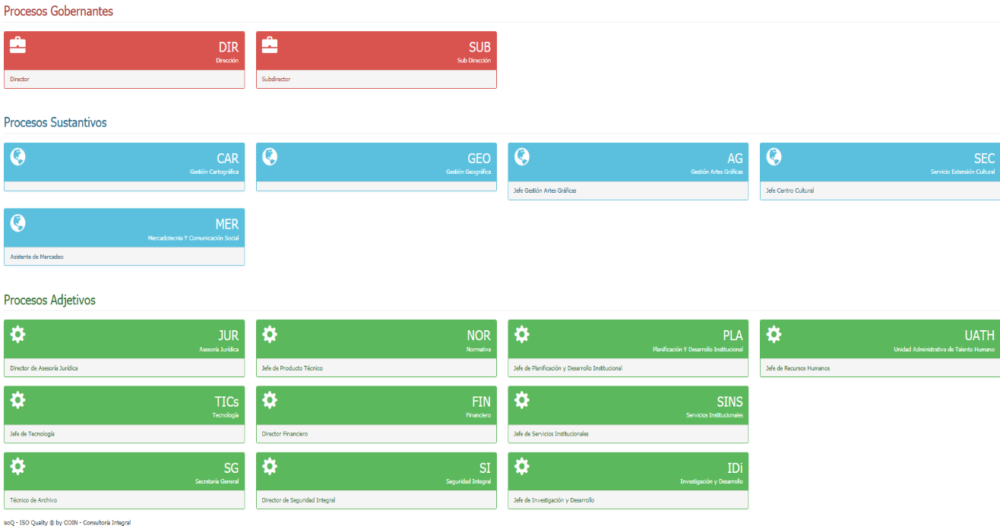 Procesos Gobernantes
DIR
Dirección
Director
SUB
Sub Dirección
Subdirector
Procesos Sustantivos
CAR
Gestión Cartográfica
GEO
Gestión Geográfica
AG
Gestión Artes Gráficas
Jefe Gestión Artes Gráficas
SEC
Servicio Extensión Cultural
Jefe Centro Cultural
MER
Mercadotecnia Y Comunicación Social
Asistente de Mercadeo
Procesos Adjetivos
JUR
Asesoría Jurídica
Director de Asesoría Jurídica
NOR
Normativa
Jefe de Producto Técnico
PLA
Planificación Y Desarrollo Institucional
Jefe de Planificación y Desarrollo Institucional
UATH
Unidad Administrativa de Talento Humano
Jefe de Recursos Humanos
TICs
Tecnología
Jefe de Tecnología
FIN
Financiero
Director Financiero
SINS
Servicios Institucionales
Jefe de Servicios Institucionales
SG
Secretaría General
Técnico de Archivo
SI
Seguridad Integral
Director de Seguridad Integral
IDi
Investigación y Desarrollo
Jefe de Investigación y Desarrollo
isoQ - ISO Quality ® by COIN - Consultoría Integral